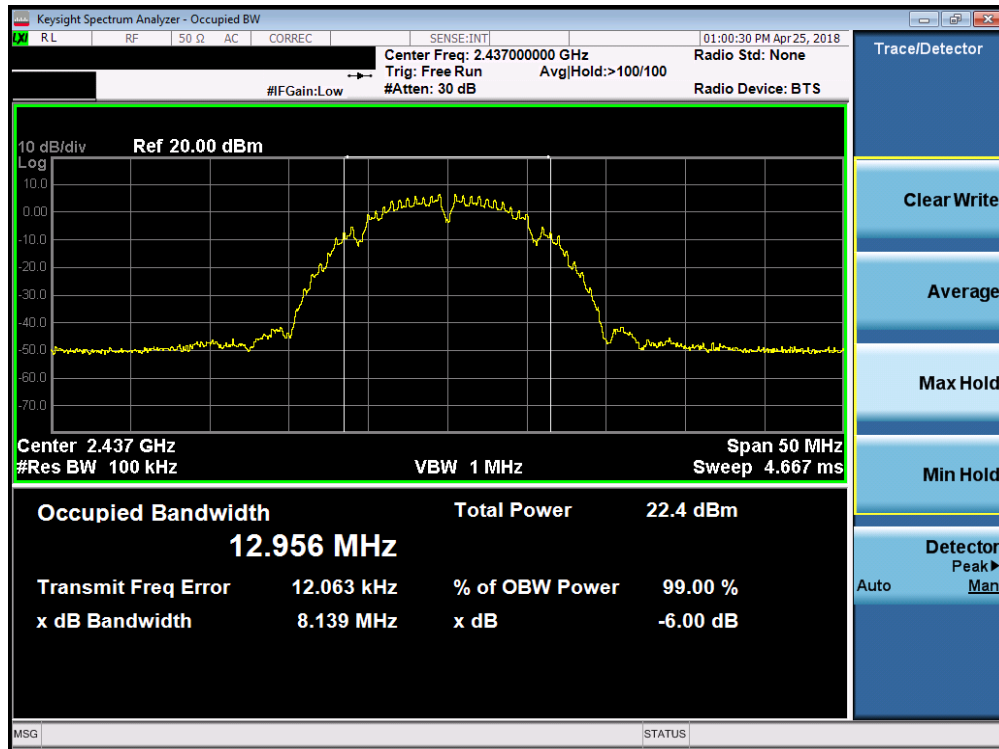 Keysight Spectrum Analyzer - Occupied BW
LXI RL RF 50 Ω AC CORREC SENSE:INT 01:00:30 PM Apr 25, 2018
Center Freq: 2.437000000 GHz Radio Std: None
Trig: Free Run Avg|Hold:>100/100
#IFGain:Low #Atten: 30 dB Radio Device: BTS
10 dB/div Ref 20.00 dBm
Log
10.0
0.00
-10.0
-20.0
-30.0
-40.0
-50.0
-60.0
-70.0
Center 2.437 GHz Span 50 MHz
#Res BW 100 kHz VBW 1 MHz Sweep 4.667 ms
Occupied Bandwidth Total Power 22.4 dBm
12.956 MHz
Transmit Freq Error 12.063 kHz % of OBW Power 99.00 %
x dB Bandwidth 8.139 MHz x dB -6.00 dB
MSG STATUS
Trace/Detector
Clear Write
Average
Max Hold
Min Hold
Detector
Peak▶
Auto Man